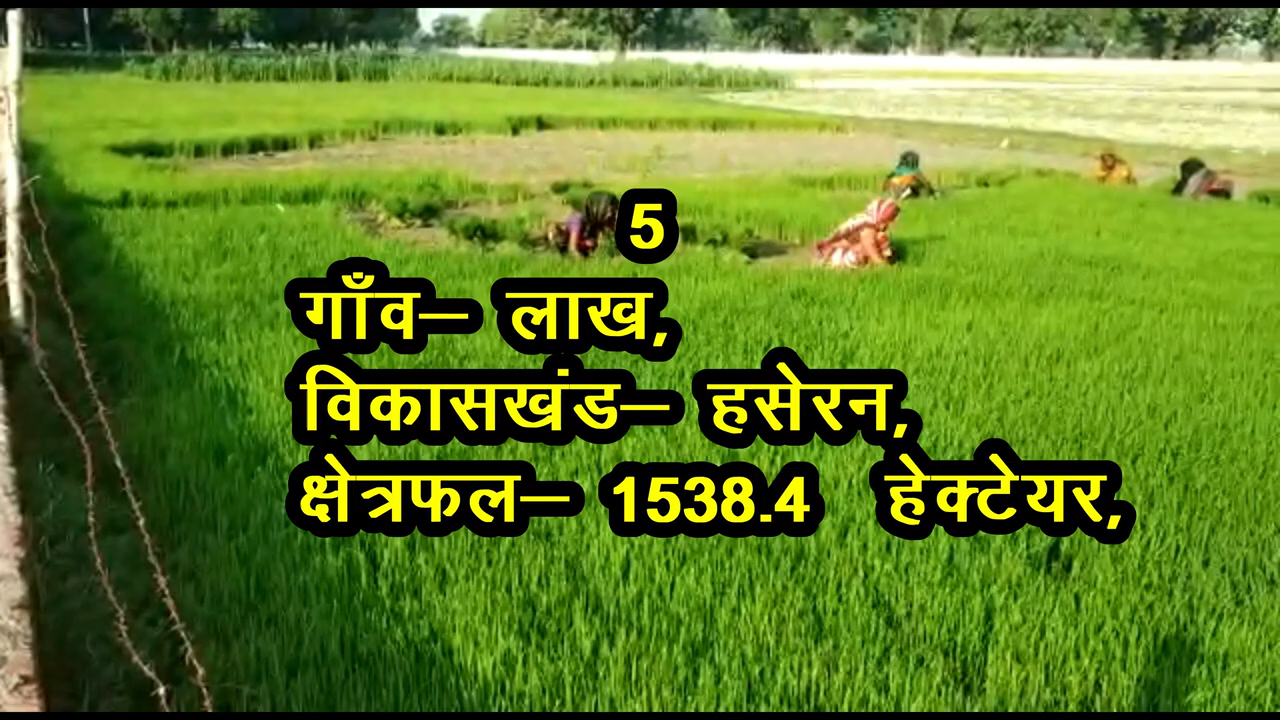 5
गाँव– लाख,
विकासखंड– हसेरन,
क्षेत्रफल– 1538.4 हेक्टेयर,